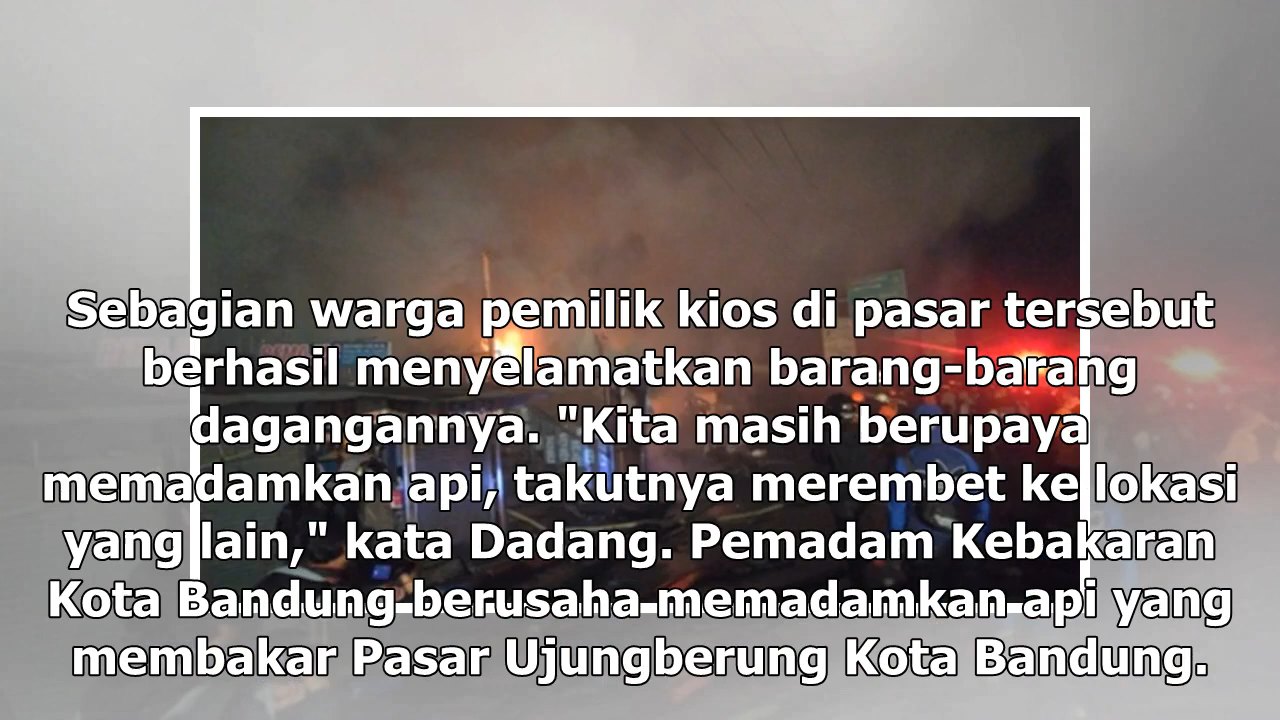 Sebagian warga pemilik kios di pasar tersebut
berhasil menyelamatkan barang-barang
dagangannya. "Kita masih berupaya
memadamkan api, takutnya merembet ke lokasi
yang lain," kata Dadang. Pemadam Kebakaran
Kota Bandung berusaha memadamkan api yang
membakar Pasar Ujungberung Kota Bandung.